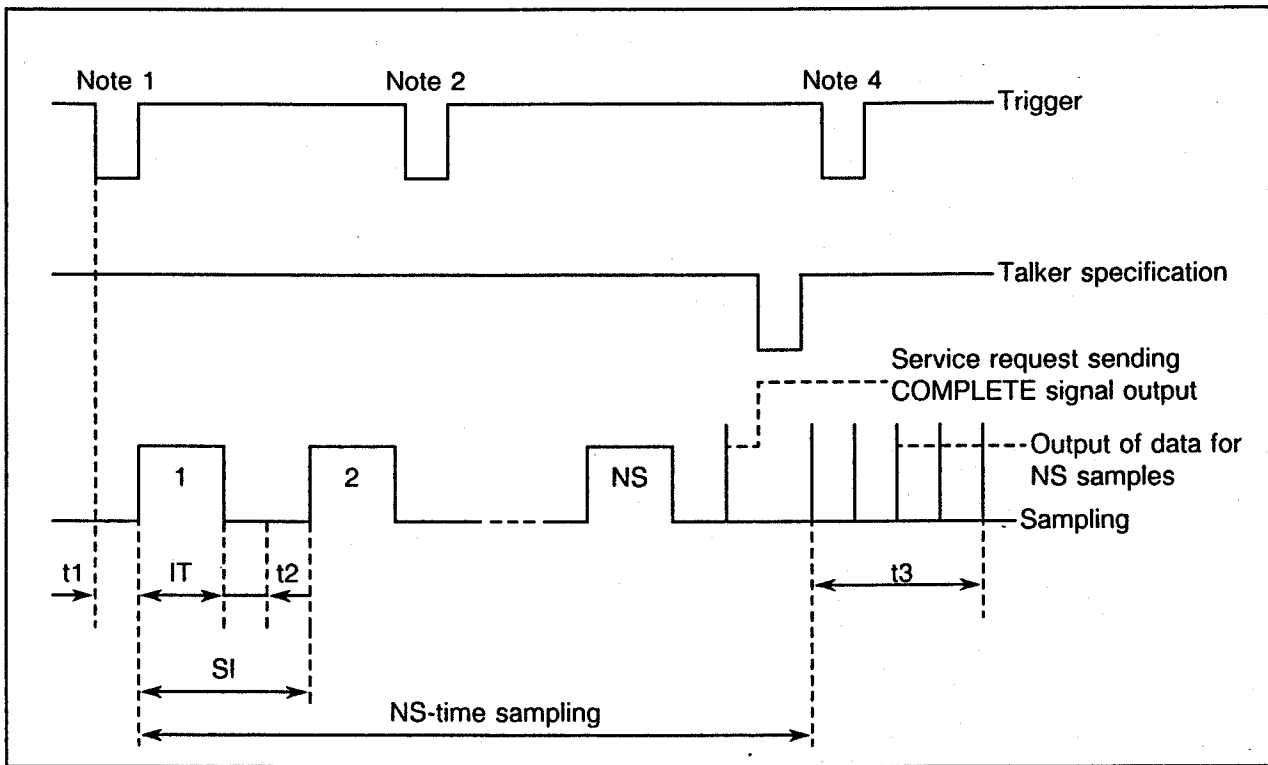 Note 1
Note 2
Note 4
Trigger
Talker specification
Service request sending
COMPLETE signal output
1
2
NS
Output of data for
NS samples
Sampling
t1
IT
t2
t3
SI
NS-time sampling